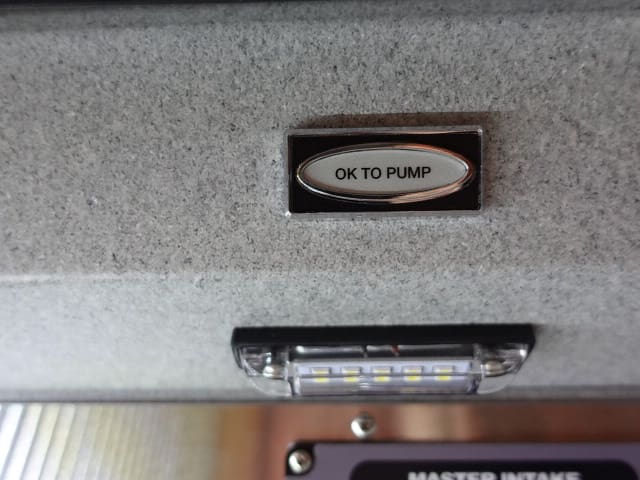 OK TO PUMP
MASTER INTAKE